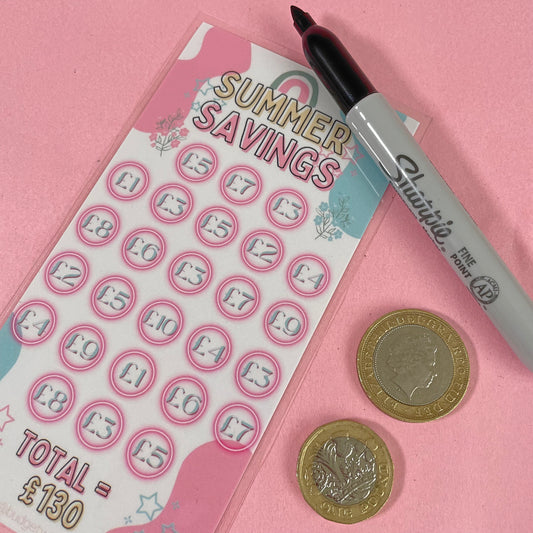 SUMMER
SAVINGS
£5 £7 £3
£1 £3 £5 £2 £4
£8 £6 £3 £7 £9
£2 £5 £10 £4 £3
£4 £9 £1 £6 £7
£8 £3 £5
TOTAL =
£130
Sharpie
FINE
POINT
AP